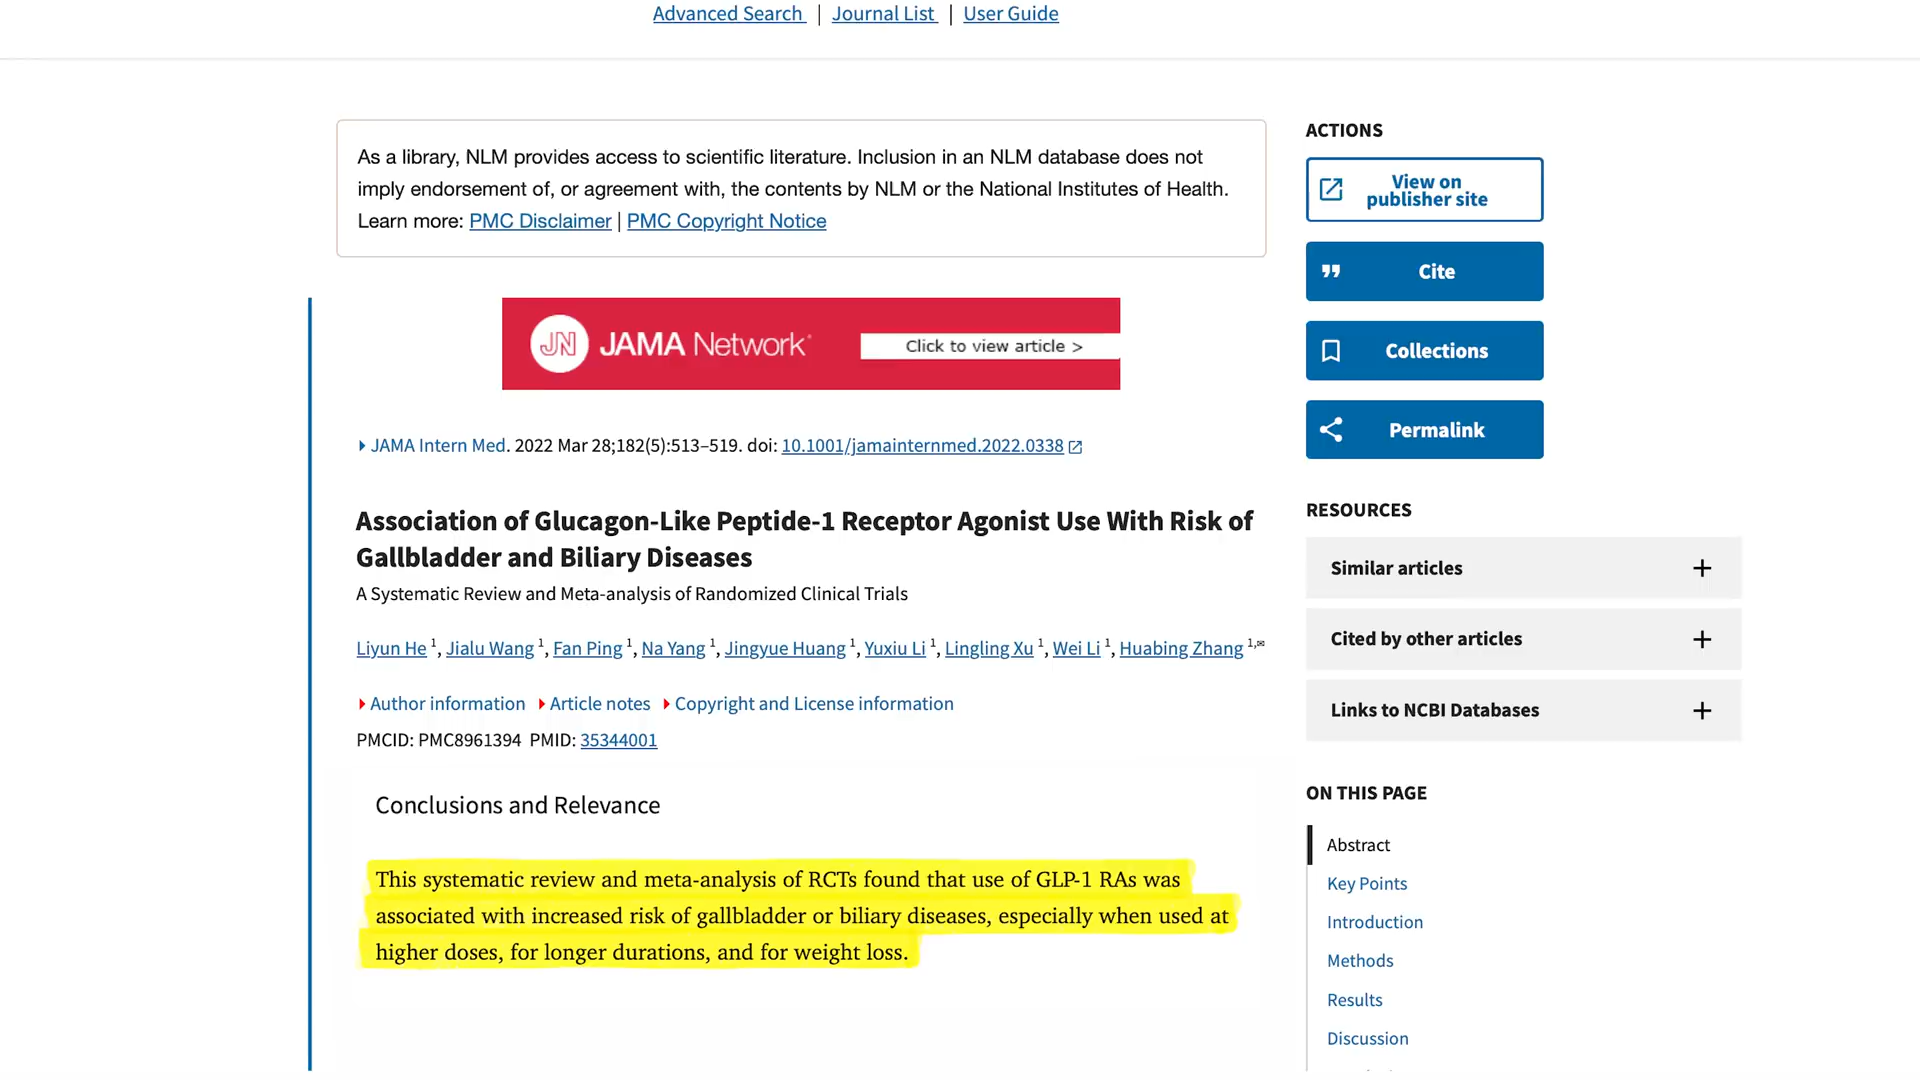 Advanced Search | Journal List | User Guide
As a library, NLM provides access to scientific literature. Inclusion in an NLM database does not
imply endorsement of, or agreement with, the contents by NLM or the National Institutes of Health.
Learn more: PMC Disclaimer | PMC Copyright Notice
JN JAMA Network Click to view article >
JAMA Intern Med. 2022 Mar 28;182(5):513–519. doi: 10.1001/jamainternmed.2022.0338
Association of Glucagon-Like Peptide-1 Receptor Agonist Use With Risk of
Gallbladder and Biliary Diseases
A Systematic Review and Meta-analysis of Randomized Clinical Trials
Liyun He 1, Jialu Wang 1, Fan Ping 1, Na Yang 1, Jingyue Huang 1, Yuxiu Li 1, Lingling Xu 1, Wei Li 1, Huabing Zhang 1,✉
Author information Article notes Copyright and License information
PMCID: PMC8961394 PMID: 35344001
Conclusions and Relevance
This systematic review and meta-analysis of RCTs found that use of GLP-1 RAs was
associated with increased risk of gallbladder or biliary diseases, especially when used at
higher doses, for longer durations, and for weight loss.
ACTIONS
View on
publisher site
Cite
Collections
Permalink
RESOURCES
Similar articles +
Cited by other articles +
Links to NCBI Databases +
ON THIS PAGE
Abstract
Key Points
Introduction
Methods
Results
Discussion